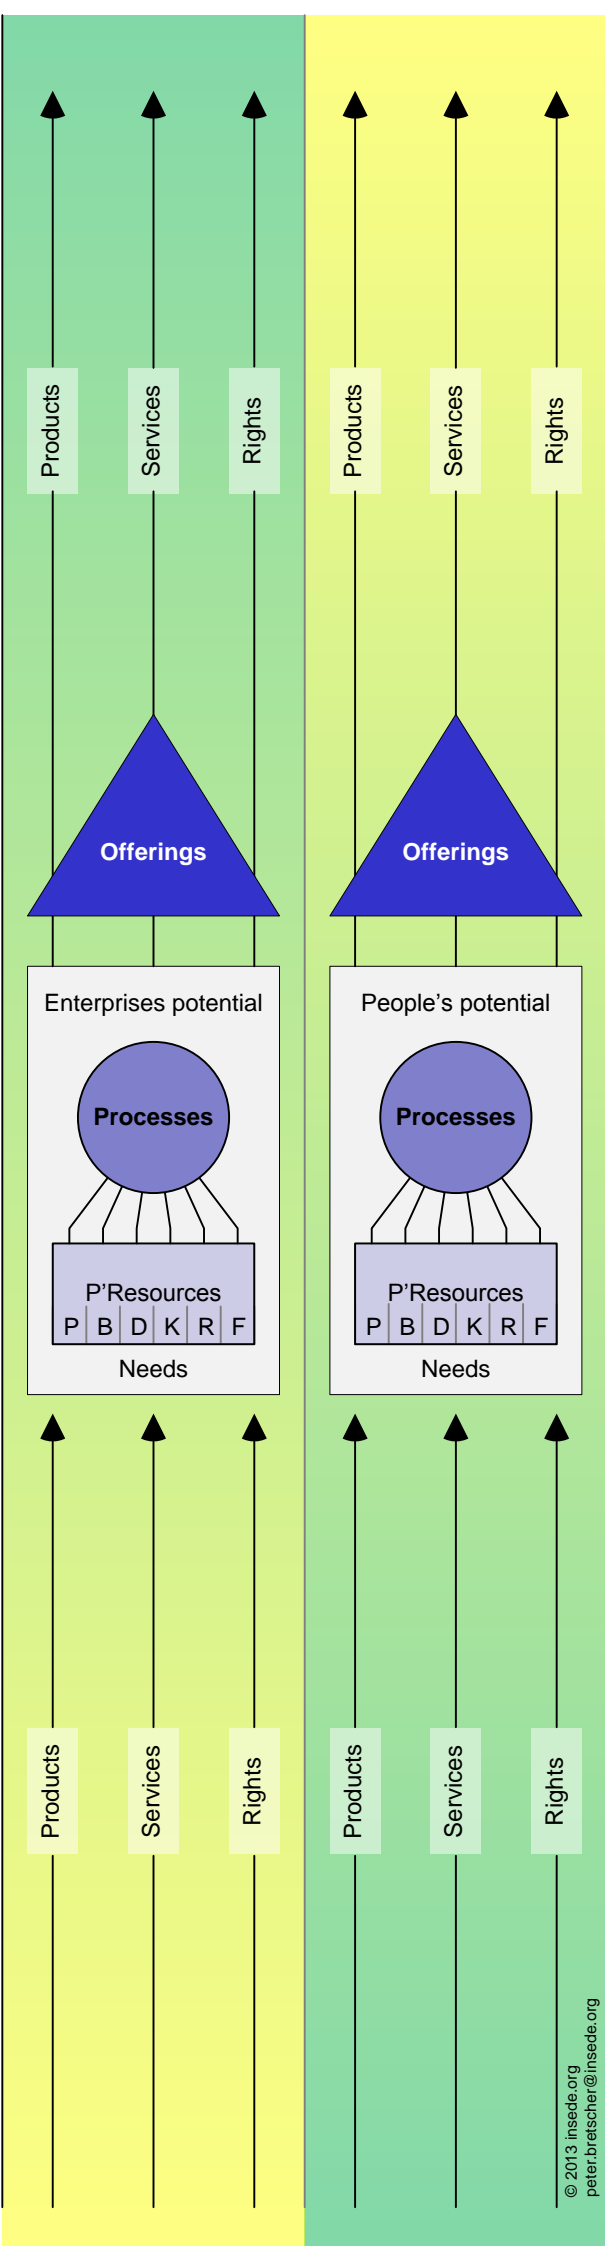 Products Services Rights Products Services Rights
Offerings Offerings
Enterprises potential People's potential
Processes Processes
P'Resources P'Resources
P B D K R F P B D K R F
Needs Needs
Products Services Rights Products Services Rights
© 2013 insede.org
peter.bretscher@insede.org